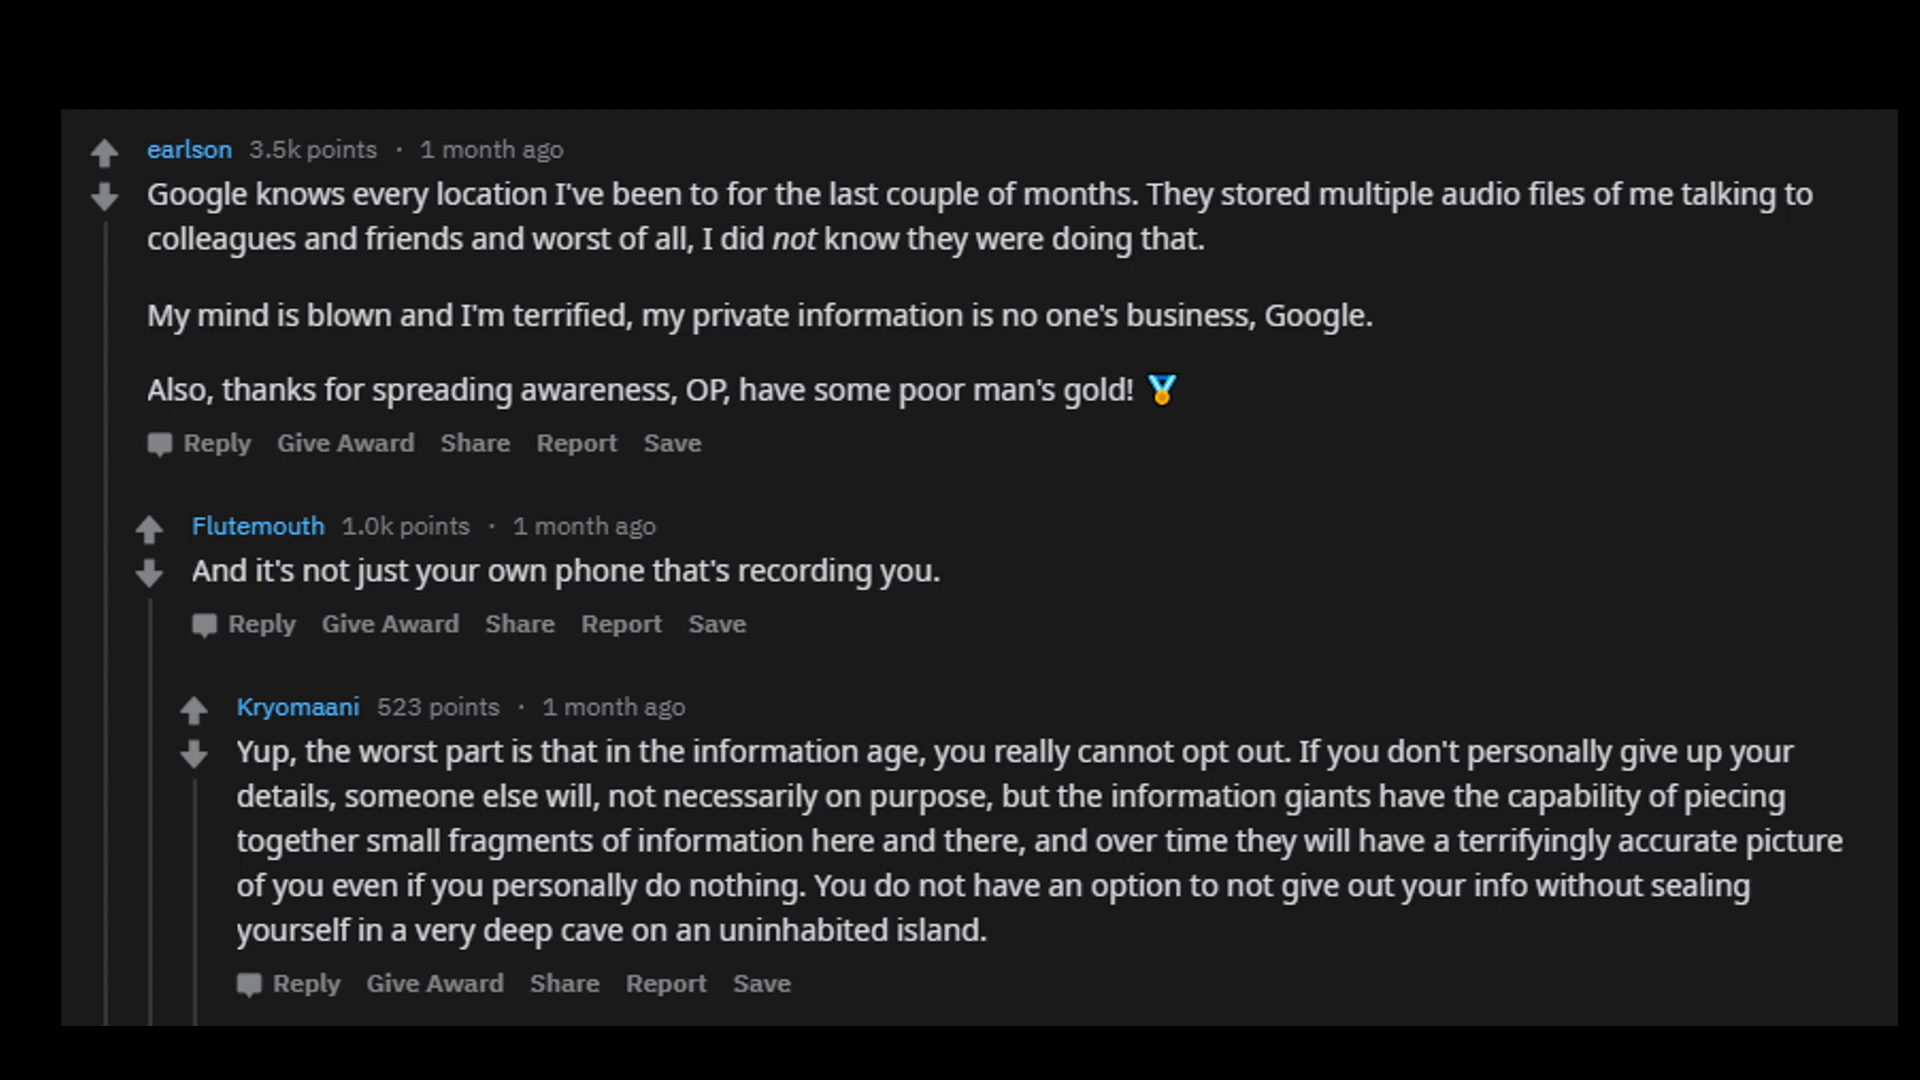 earlson 3.5k points · 1 month ago
Google knows every location I've been to for the last couple of months. They stored multiple audio files of me talking to
colleagues and friends and worst of all, I did not know they were doing that.
My mind is blown and I'm terrified, my private information is no one's business, Google.
Also, thanks for spreading awareness, OP, have some poor man's gold! 🏅
Reply Give Award Share Report Save
Flutemouth 1.0k points · 1 month ago
And it's not just your own phone that's recording you.
Reply Give Award Share Report Save
Kryomaani 523 points · 1 month ago
Yup, the worst part is that in the information age, you really cannot opt out. If you don't personally give up your
details, someone else will, not necessarily on purpose, but the information giants have the capability of piecing
together small fragments of information here and there, and over time they will have a terrifyingly accurate picture
of you even if you personally do nothing. You do not have an option to not give out your info without sealing
yourself in a very deep cave on an uninhabited island.
Reply Give Award Share Report Save